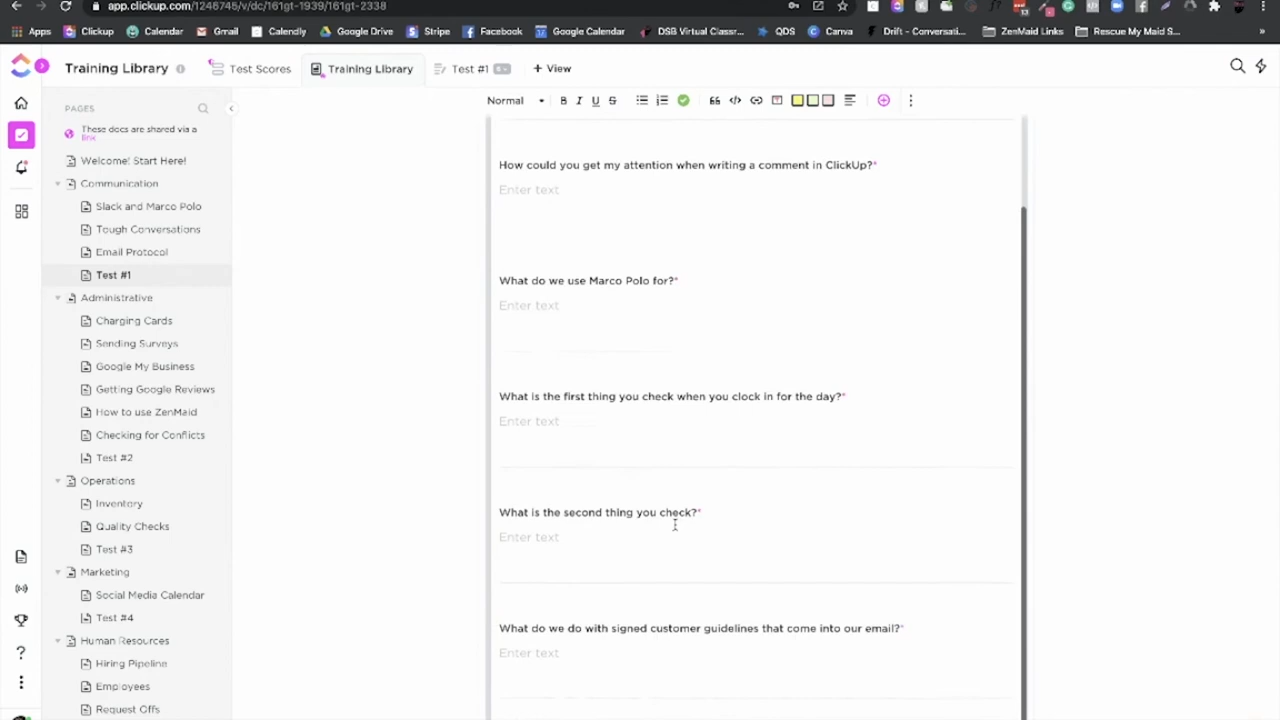 app.clickup.com/1246745/v/dc/161gt-1939/161gt-2338
Apps Clickup Calendar Gmail Calendly Google Drive Stripe Facebook Google Calendar DSB Virtual Classr... QDS Canva Drift - Conversati... ZenMaid Links Rescue My Maid S...
Training Library Test Scores Training Library Test #1 + View
PAGES
These docs are shared via a
link
Welcome! Start Here!
Communication
Slack and Marco Polo
Tough Conversations
Email Protocol
Test #1
Administrative
Charging Cards
Sending Surveys
Google My Business
Getting Google Reviews
How to use ZenMaid
Checking for Conflicts
Test #2
Operations
Inventory
Quality Checks
Test #3
Marketing
Social Media Calendar
Test #4
Human Resources
Hiring Pipeline
Employees
Request Offs
Normal B I U S
How could you get my attention when writing a comment in ClickUp?*
Enter text
What do we use Marco Polo for?*
Enter text
What is the first thing you check when you clock in for the day?*
Enter text
What is the second thing you check?*
Enter text
What do we do with signed customer guidelines that come into our email?*
Enter text